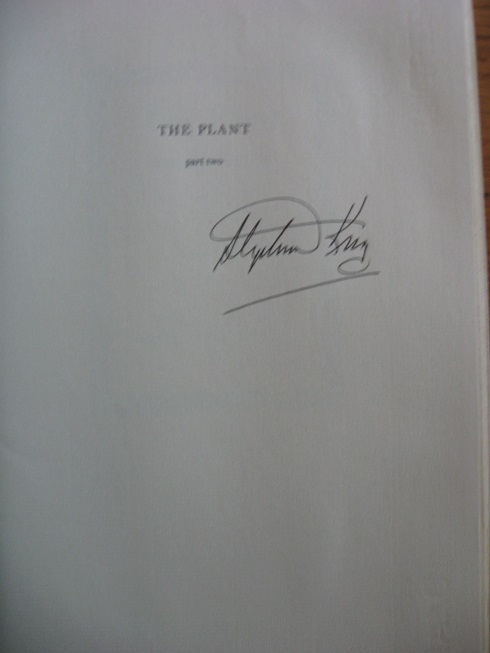 THE PLANT
part two
Stephen King